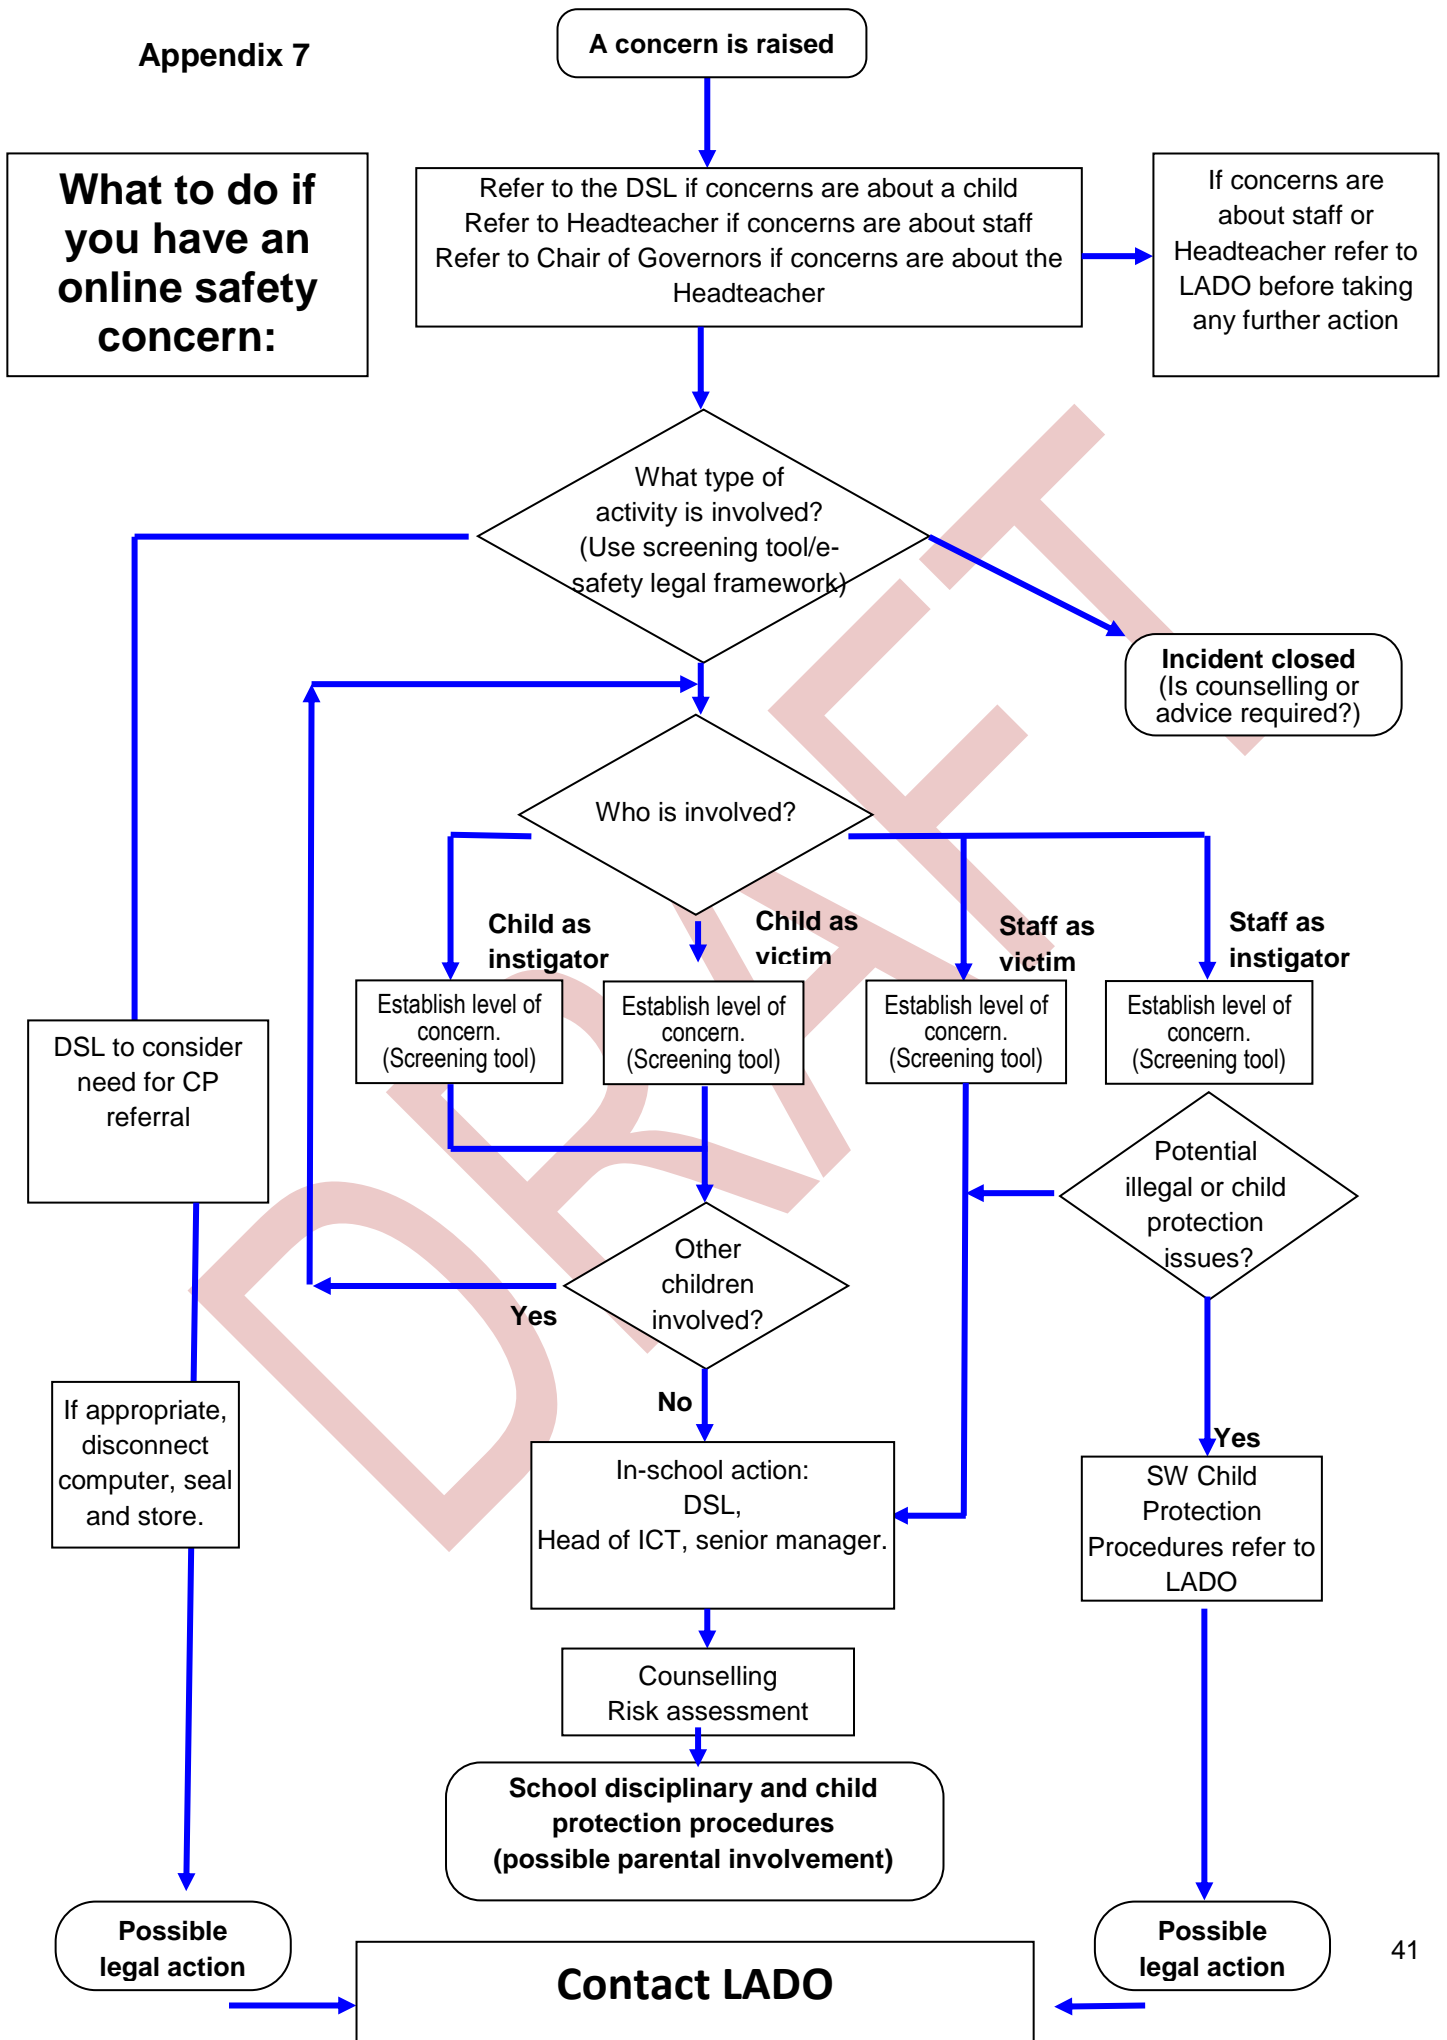 Appendix 7
A concern is raised
What to do if
you have an
online safety
concern:
Refer to the DSL if concerns are about a child
Refer to Headteacher if concerns are about staff
Refer to Chair of Governors if concerns are about the
Headteacher
If concerns are
about staff or
Headteacher refer to
LADO before taking
any further action
What type of
activity is involved?
(Use screening tool/e-
safety legal framework)
Incident closed
(Is counselling or
advice required?)
Who is involved?
Child as
instigator
Child as
victim
Staff as
victim
Staff as
instigator
Establish level of
concern.
(Screening tool)
Establish level of
concern.
(Screening tool)
Establish level of
concern.
(Screening tool)
Establish level of
concern.
(Screening tool)
DSL to consider
need for CP
referral
Potential
illegal or child
protection
issues?
Other
children
involved?
Yes
No
If appropriate,
disconnect
computer, seal
and store.
In-school action:
DSL,
Head of ICT, senior manager.
Yes
SW Child
Protection
Procedures refer to
LADO
Counselling
Risk assessment
School disciplinary and child
protection procedures
(possible parental involvement)
Possible
legal action
Possible
legal action
41
Contact LADO
DRAFT